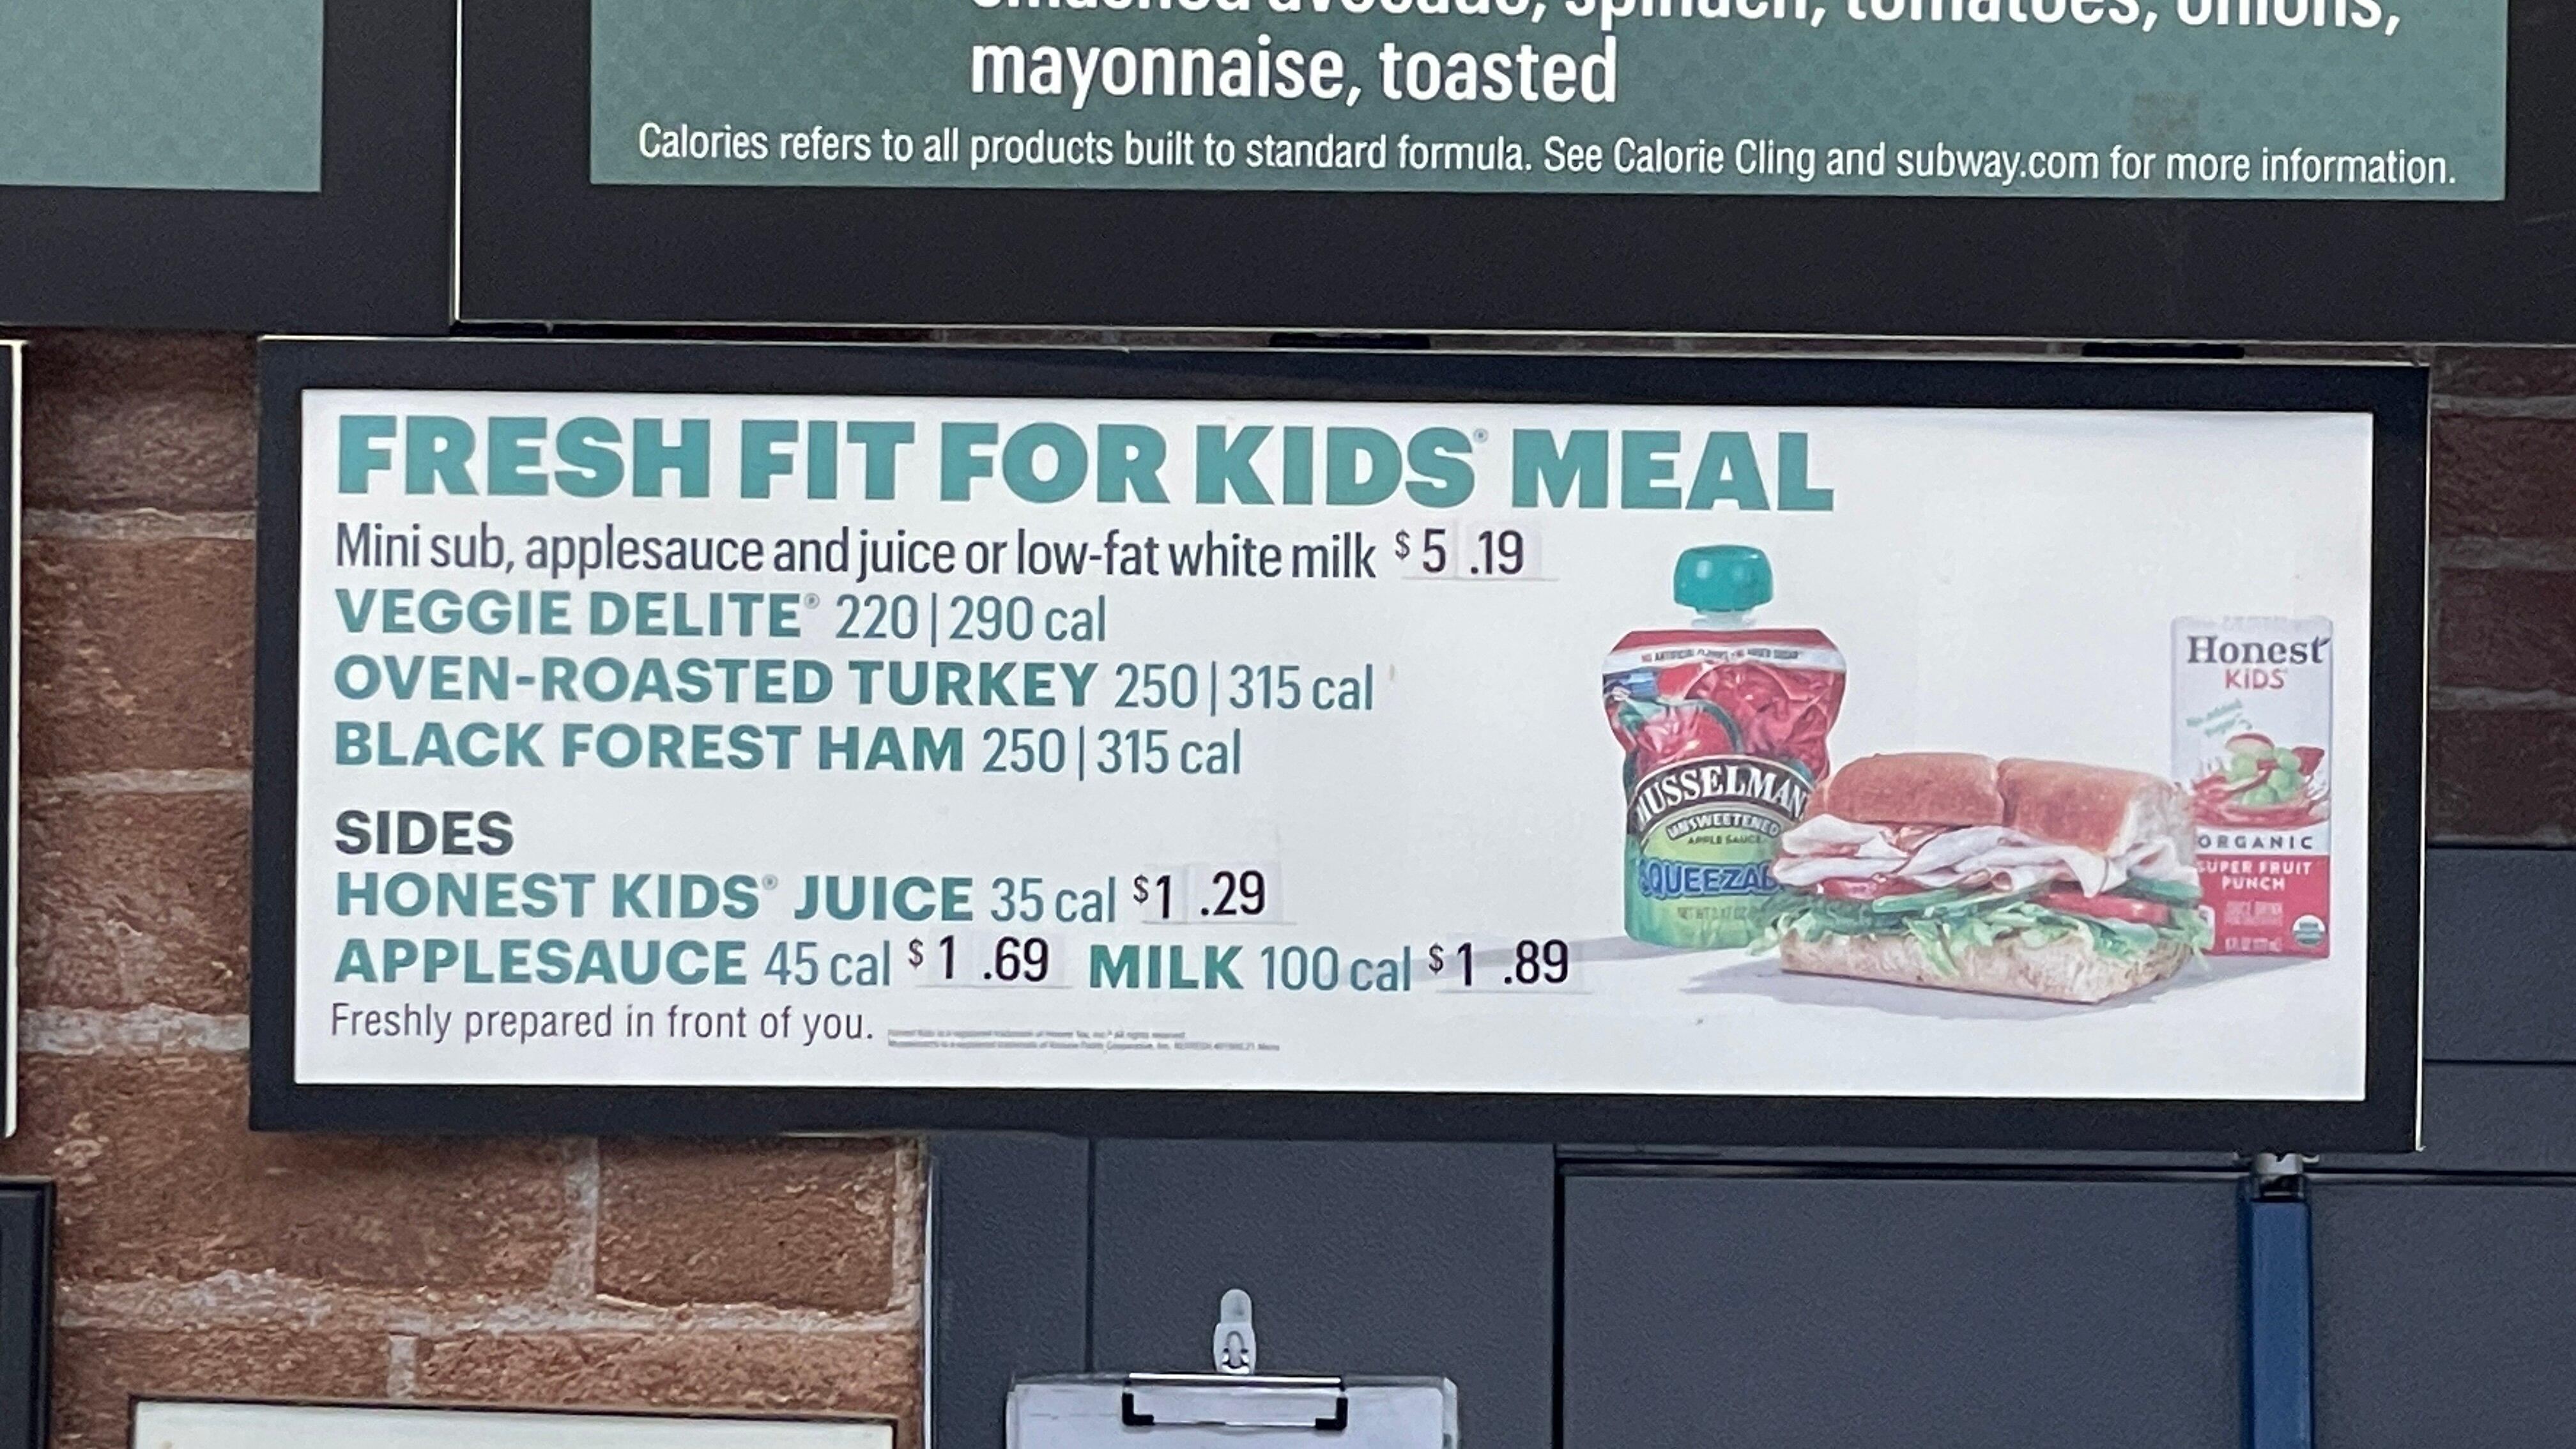 mayonnaise, toasted
Calories refers to all products built to standard formula. See Calorie Cling and subway.com for more information.
FRESH FIT FOR KIDS® MEAL
Mini sub, applesauce and juice or low-fat white milk $5.19
VEGGIE DELITE® 220|290 cal
OVEN-ROASTED TURKEY 250|315 cal
BLACK FOREST HAM 250|315 cal
SIDES
HONEST KIDS® JUICE 35 cal $1.29
APPLESAUCE 45 cal $1.69 MILK 100 cal $1.89
Freshly prepared in front of you.
MUSSELMAN
UNSWEETENED
APPLE SAUCE
Honest
KIDS
ORGANIC
SUPER FRUIT
PUNCH